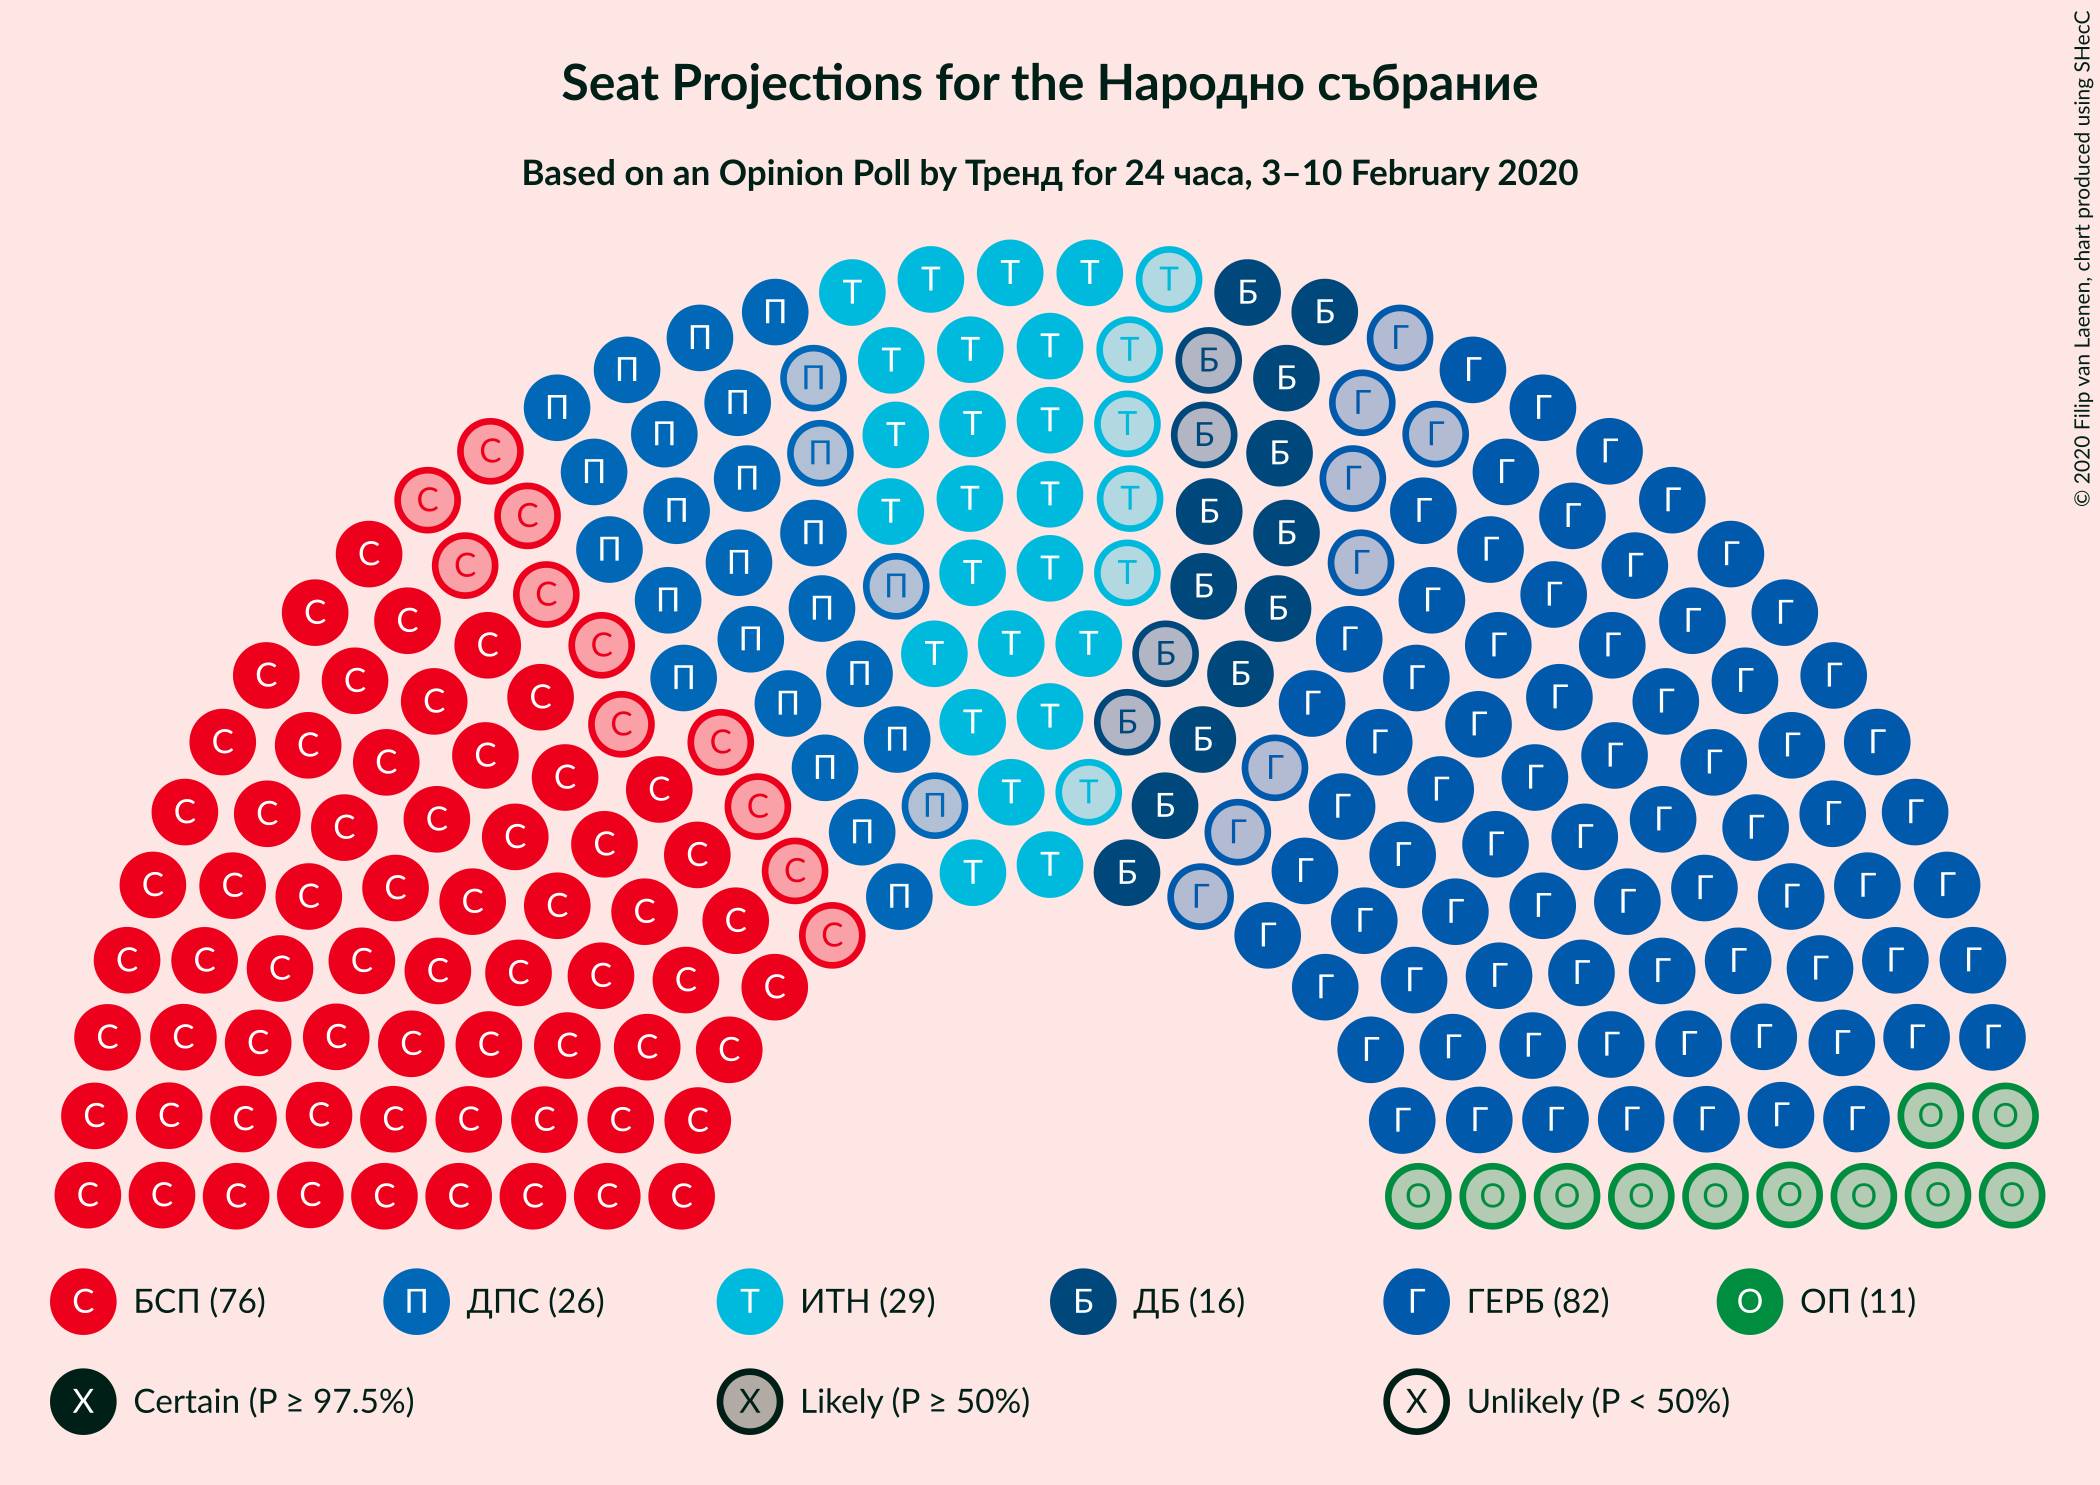 Seat Projections for the Народно събрание
Based on an Opinion Poll by Тренд for 24 часа, 3–10 February 2020
© 2020 Filip van Laenen, chart produced using SHecC
С БСП (76) П ДПС (26) Т ИТН (29) Б ДБ (16) Г ГЕРБ (82) О ОП (11)
X Certain (P ≥ 97.5%) X Likely (P ≥ 50%) X Unlikely (P < 50%)